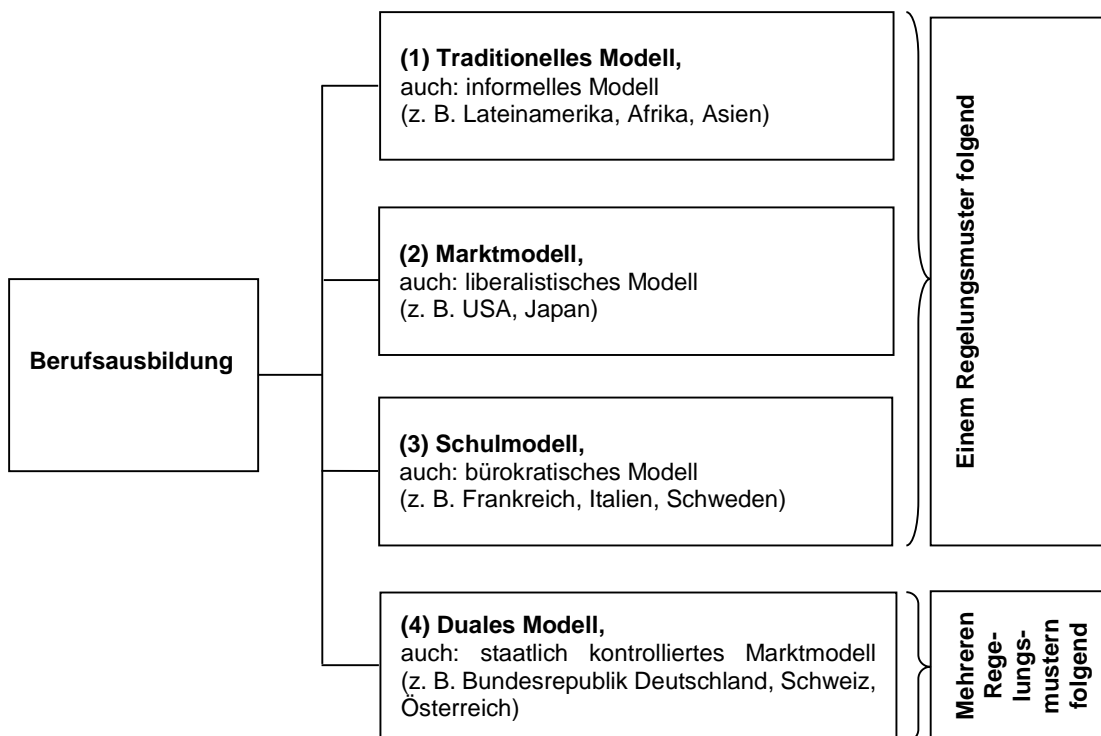 Berufsausbildung
(1) Traditionelles Modell,
auch: informelles Modell
(z. B. Lateinamerika, Afrika, Asien)
(2) Marktmodell,
auch: liberalistisches Modell
(z. B. USA, Japan)
(3) Schulmodell,
auch: bürokratisches Modell
(z. B. Frankreich, Italien, Schweden)
Einem Regelungsmuster folgend
(4) Duales Modell,
auch: staatlich kontrolliertes Marktmodell
(z. B. Bundesrepublik Deutschland, Schweiz,
Österreich)
Mehreren
Rege-
lungs-
mustern
folgend